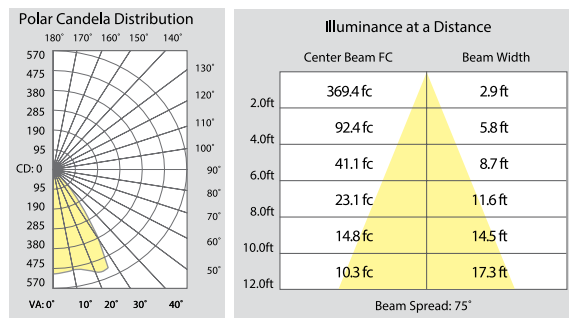 Polar Candela Distribution
180˚ 170˚ 160˚ 150˚ 140˚
570
475
380
285
190
95
CD: 0
95
190
285
380
475
570
130˚
120˚
110˚
100˚
90˚
80˚
70˚
60˚
50˚
VA: 0˚ 10˚ 20˚ 30˚ 40˚
Illuminance at a Distance
Center Beam FC Beam Width
369.4 fc 2.9 ft
2.0ft
92.4 fc 5.8 ft
4.0ft
41.1 fc 8.7 ft
6.0ft
23.1 fc 11.6 ft
8.0ft
14.8 fc 14.5 ft
10.0ft
10.3 fc 17.3 ft
12.0ft
Beam Spread: 75˚